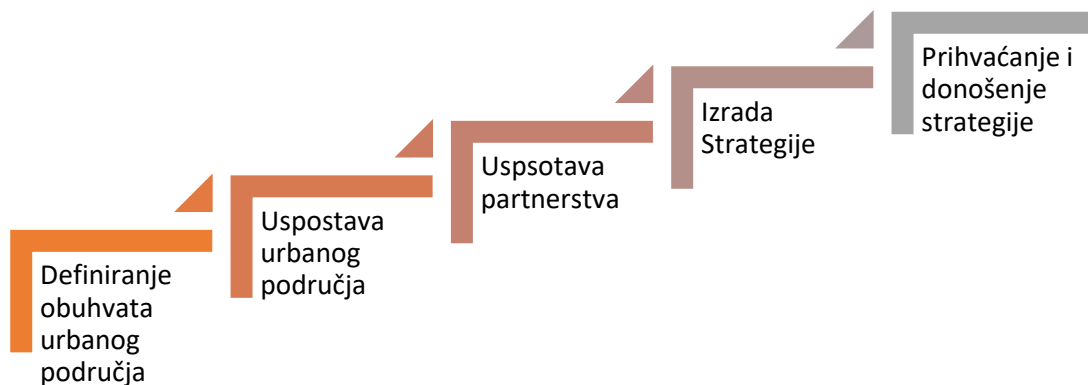 Definiranje
obuhvata
urbanog
područja
Uspostava
urbanog
područja
Uspsotava
partnerstva
Izrada
Strategije
Prihvaćanje i
donošenje
strategije